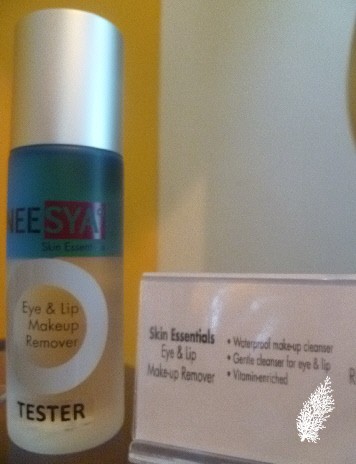 NEESYA
Skin Essen
Eye & Lip
Makeup
Remover
TESTER
Skin Essentials
Eye & Lip
Make-up Remover
• Waterproof make-up cleanser
• Gentle cleanser for eye & lip
• Vitamin-enriched
R